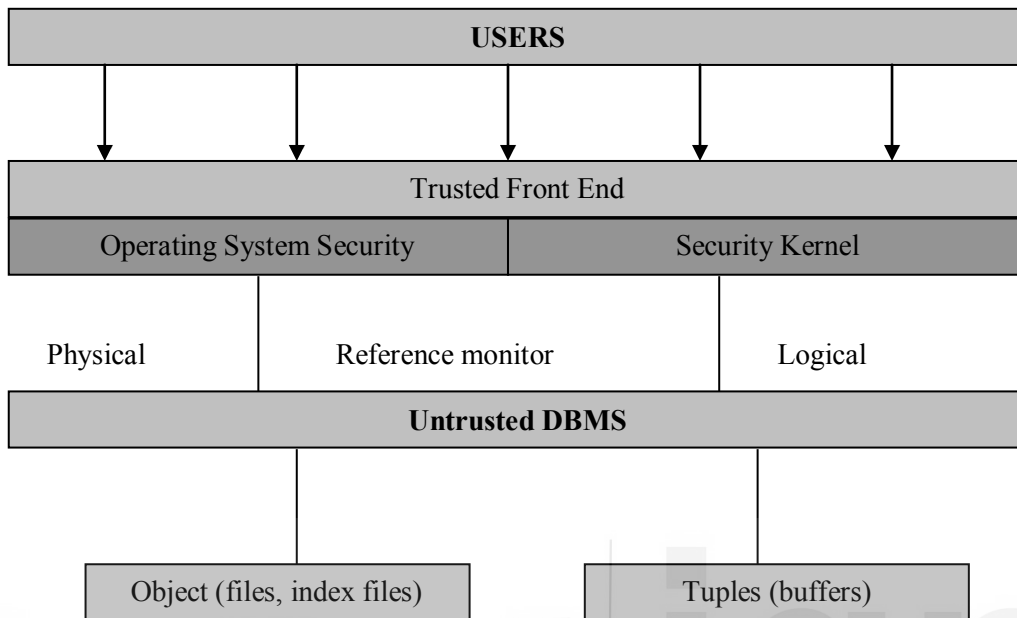 USERS
Trusted Front End
Operating System Security
Security Kernel
Physical
Reference monitor
Logical
Untrusted DBMS
Object (files, index files)
Tuples (buffers)